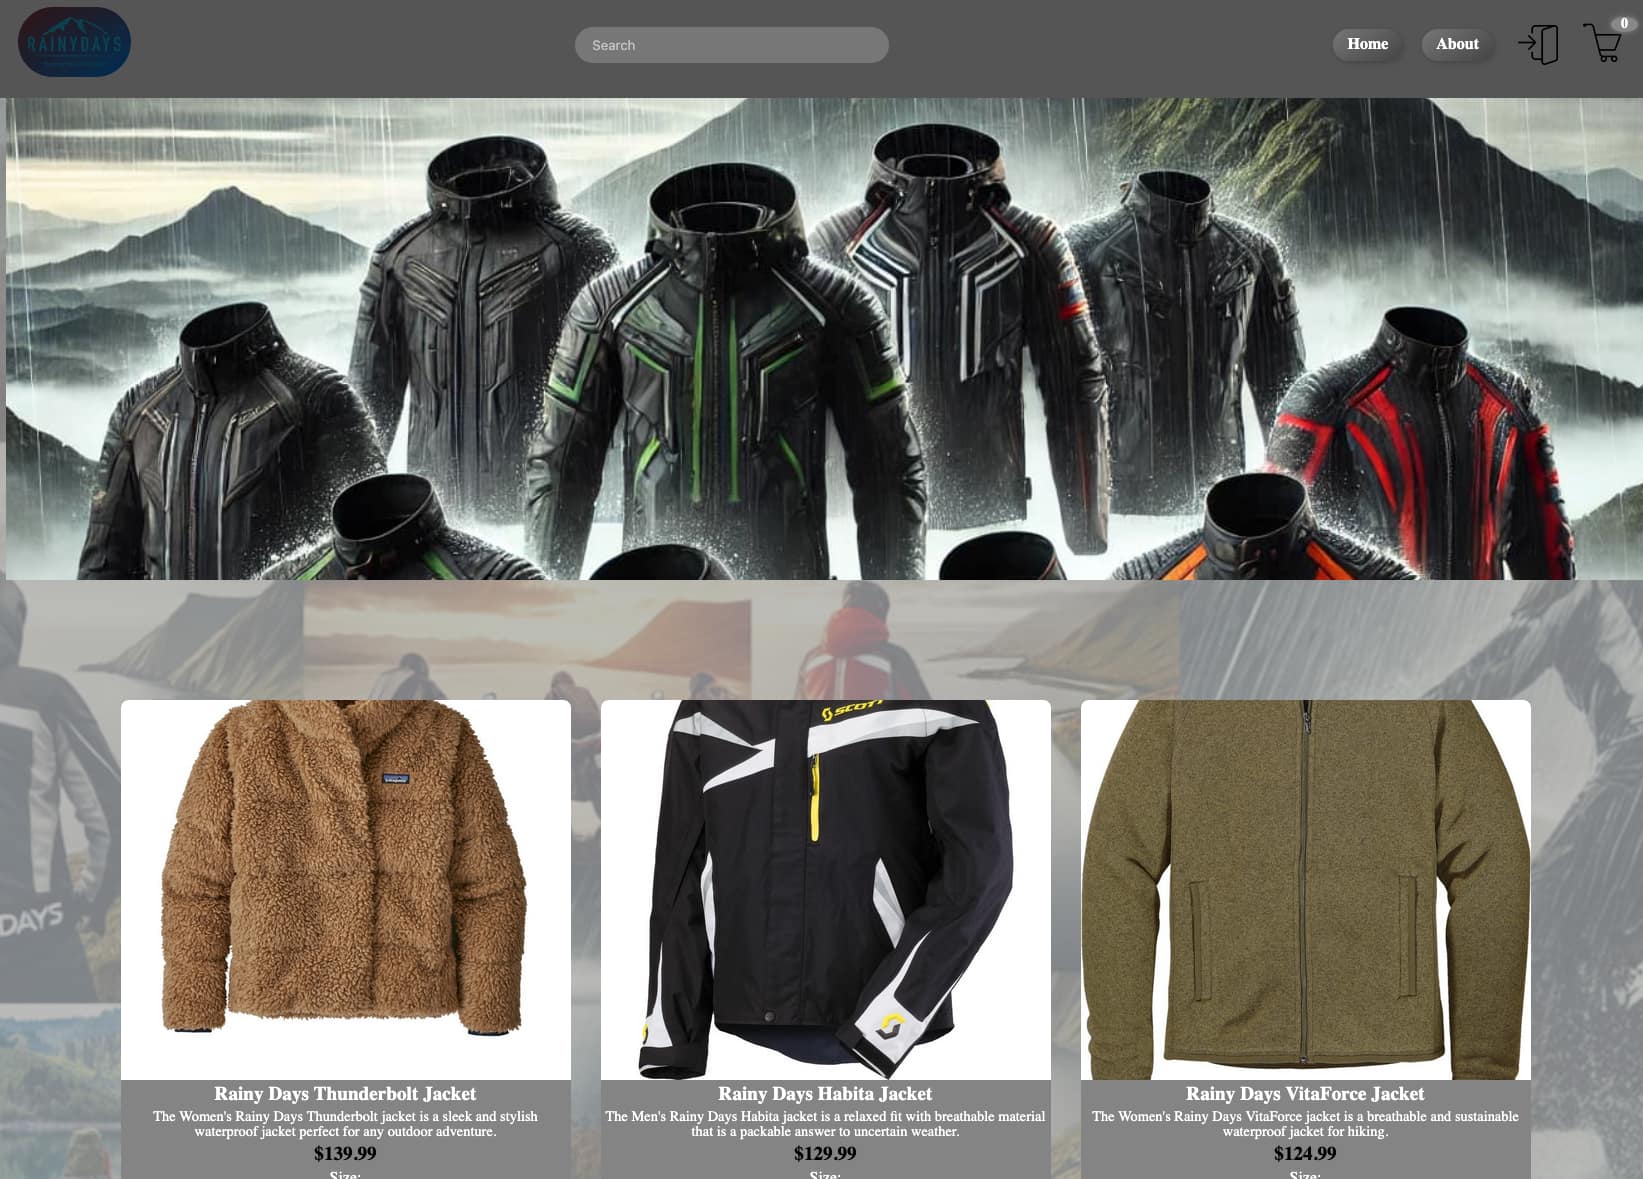 RAINYDAYS
Search
Home
About
0
SCOTT
DAYS
Rainy Days Thunderbolt Jacket
The Women's Rainy Days Thunderbolt jacket is a sleek and stylish
waterproof jacket perfect for any outdoor adventure.
$139.99
Size:
Rainy Days Habita Jacket
The Men's Rainy Days Habita jacket is a relaxed fit with breathable material
that is a packable answer to uncertain weather.
$129.99
Size:
Rainy Days VitaForce Jacket
The Women's Rainy Days VitaForce jacket is a breathable and sustainable
waterproof jacket for hiking.
$124.99
Size: